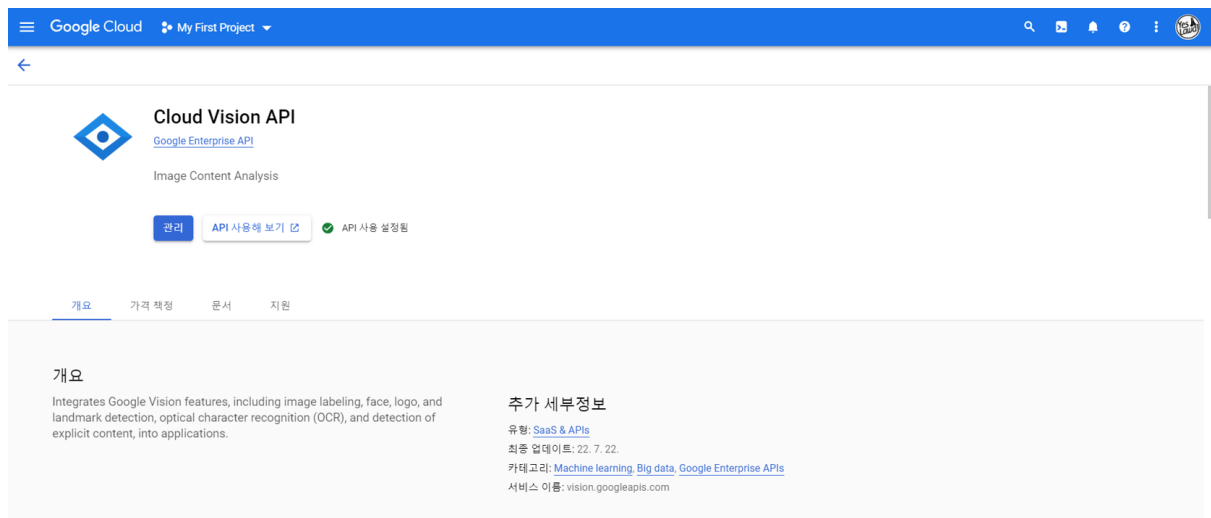 Google Cloud My First Project
Cloud Vision API
Google Enterprise API
Image Content Analysis
관리 API 사용해 보기 API 사용 설정됨
개요 가격 책정 문서 지원
개요
Integrates Google Vision features, including image labeling, face, logo, and
landmark detection, optical character recognition (OCR), and detection of
explicit content, into applications.
추가 세부정보
유형: SaaS & APIs
최종 업데이트: 22. 7. 22.
카테고리: Machine learning, Big data, Google Enterprise APIs
서비스 이름: vision.googleapis.com